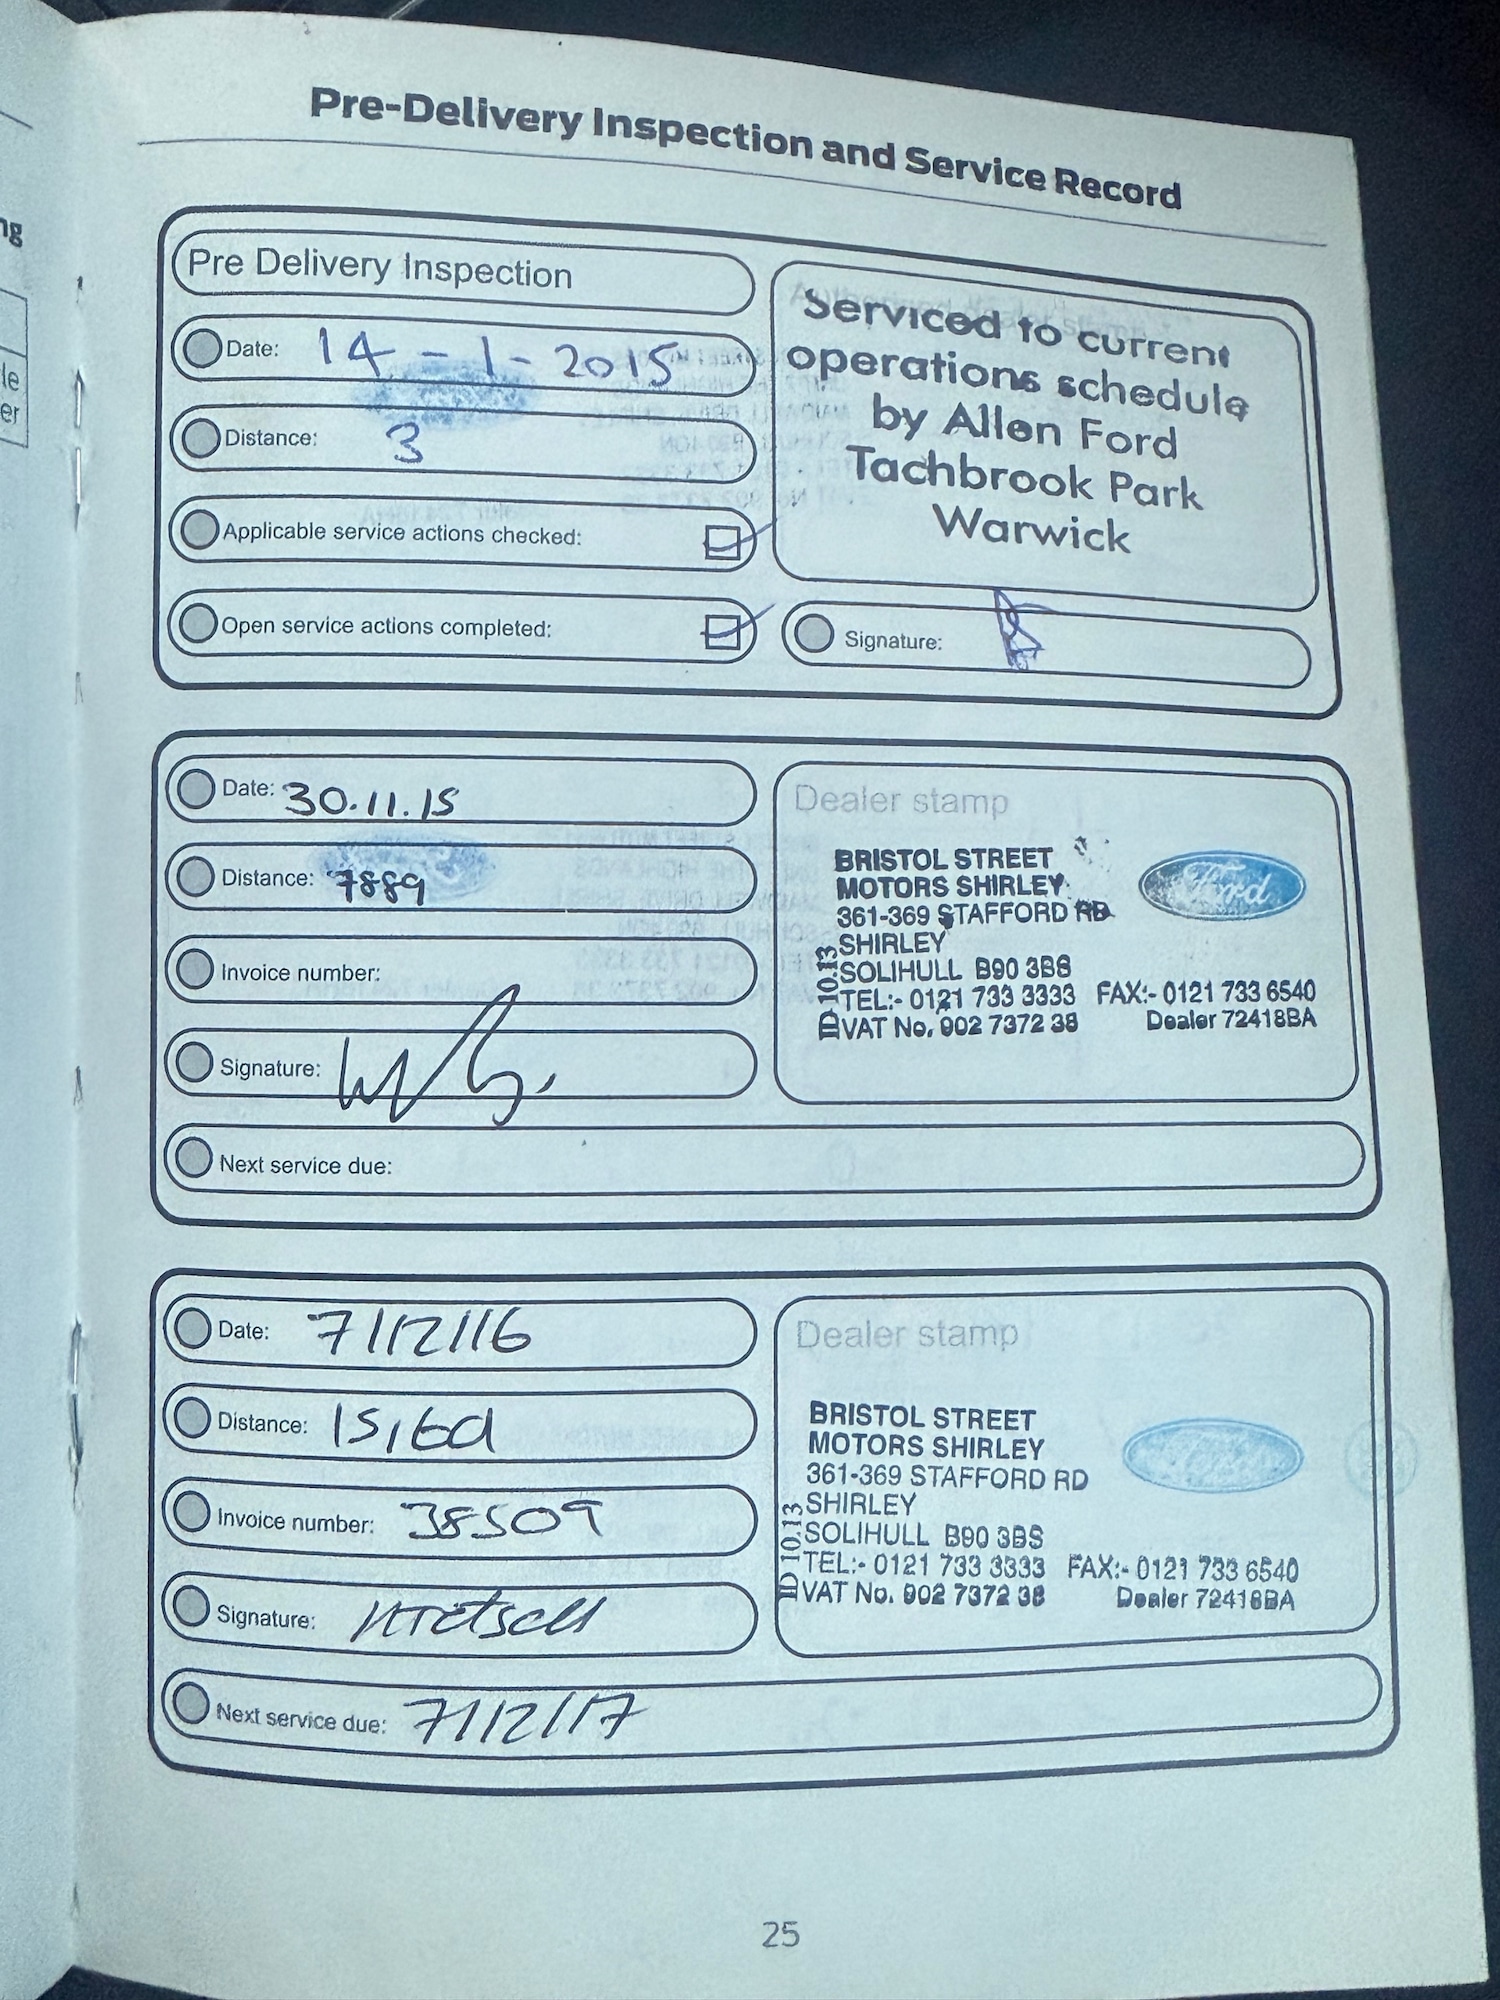 ng
le
er
Pre-Delivery Inspection and Service Record
Pre Delivery Inspection
Date: 14-1-2015
Distance: 3
Applicable service actions checked:
Open service actions completed:
Serviced to current
operations schedule
by Allen Ford
Tachbrook Park
Warwick
Signature:
Date: 30.11.15
Distance: 7889
Invoice number:
Signature:
Next service due:
Dealer stamp
BRISTOL STREET
MOTORS SHIRLEY
361-369 STAFFORD RD
SHIRLEY
SOLIHULL B90 3BS
TEL:- 0121 733 3333 FAX:- 0121 733 6540
VAT No. 902 7372 38 Dealer 72418BA
ID 10.13
Ford
Date: 7/12/16
Distance:
Invoice number: 38509
Signature:
Next service due: 7/12/17
Dealer stamp
BRISTOL STREET
MOTORS SHIRLEY
361-369 STAFFORD RD
SHIRLEY
SOLIHULL B90 3BS
TEL:- 0121 733 3333 FAX:- 0121 733 6540
VAT No. 902 7372 38 Dealer 72418BA
ID 10.13
25